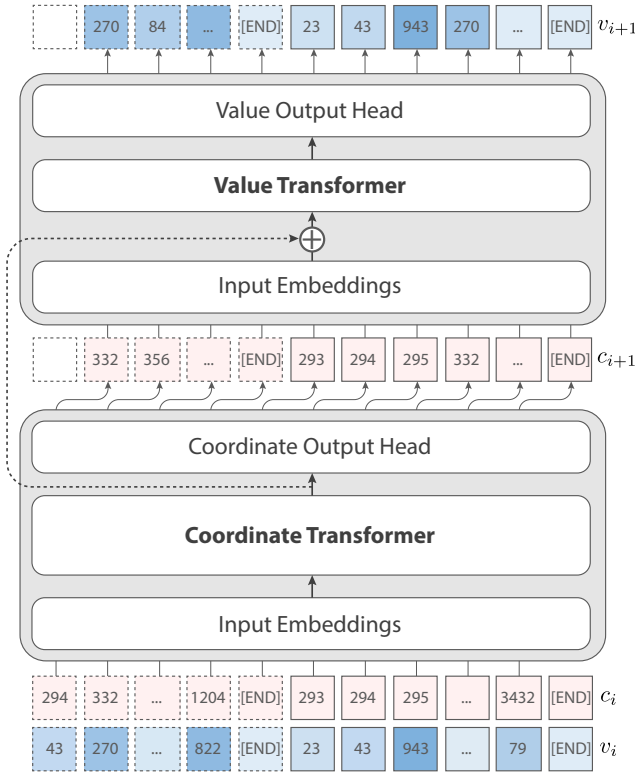 270 84 ... [END] 23 43 943 270 ... [END] v_{i+1}
Value Output Head
Value Transformer
Input Embeddings
332 356 ... [END] 293 294 295 332 ... [END] c_{i+1}
Coordinate Output Head
Coordinate Transformer
Input Embeddings
294 332 ... 1204 [END] 293 294 295 ... 3432 [END] c_i
43 270 ... 822 [END] 23 43 943 ... 79 [END] v_i